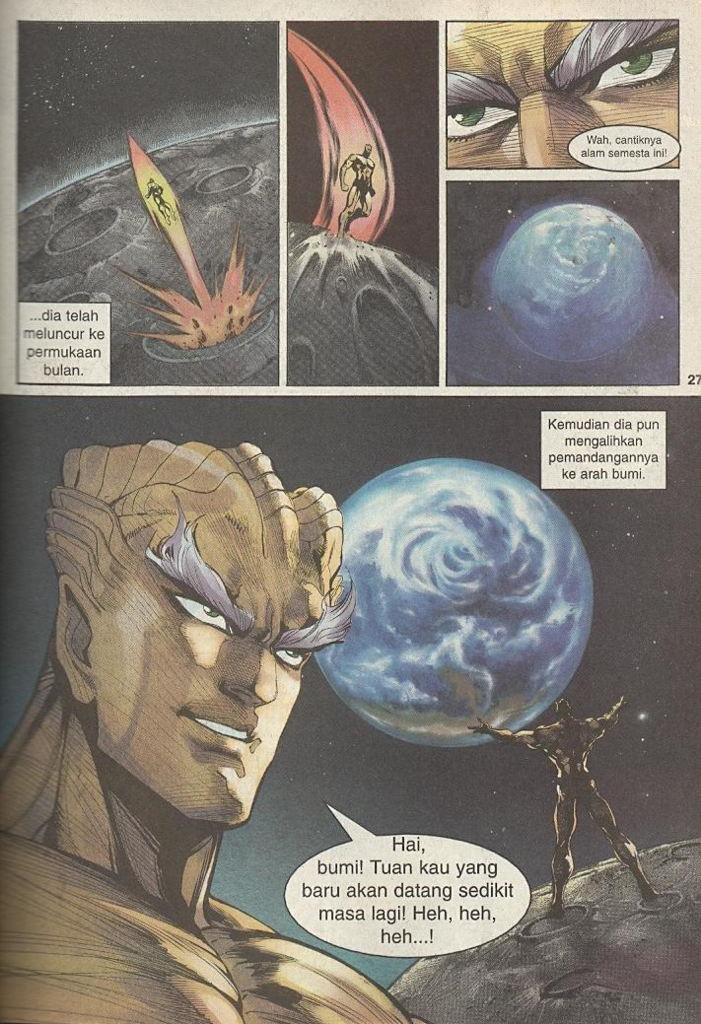 Wah, cantiknya
alam semesta ini!
...dia telah
meluncur ke
permukaan
bulan.
27
Kemudian dia pun
mengalihkan
pemandangannya
ke arah bumi.
Hai,
bumi! Tuan kau yang
baru akan datang sedikit
masa lagi! Heh, heh,
heh...!